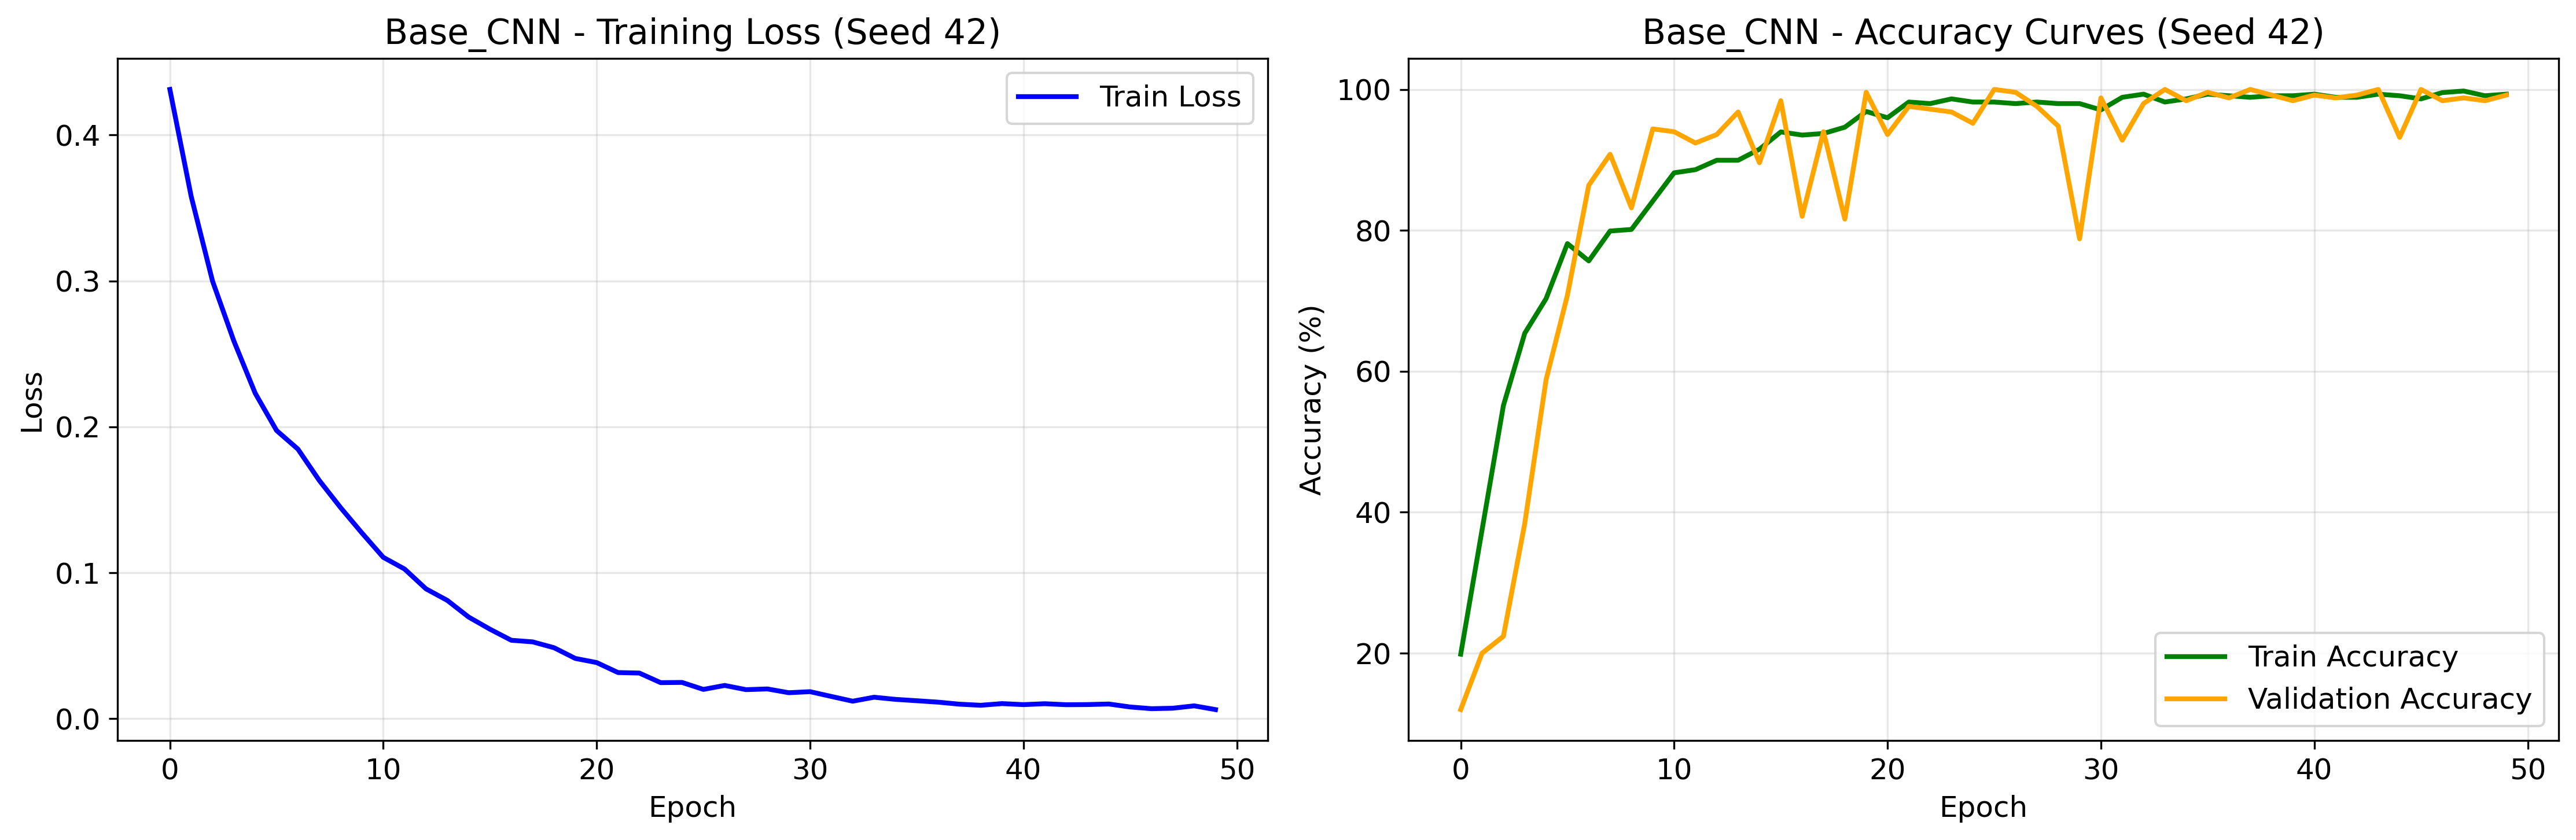 Base_CNN - Training Loss (Seed 42)
Train Loss
Loss
0.4
0.3
0.2
0.1
0.0
0 10 20 30 40 50
Epoch
Base_CNN - Accuracy Curves (Seed 42)
Accuracy (%)
100
80
60
40
20
Train Accuracy
Validation Accuracy
0 10 20 30 40 50
Epoch